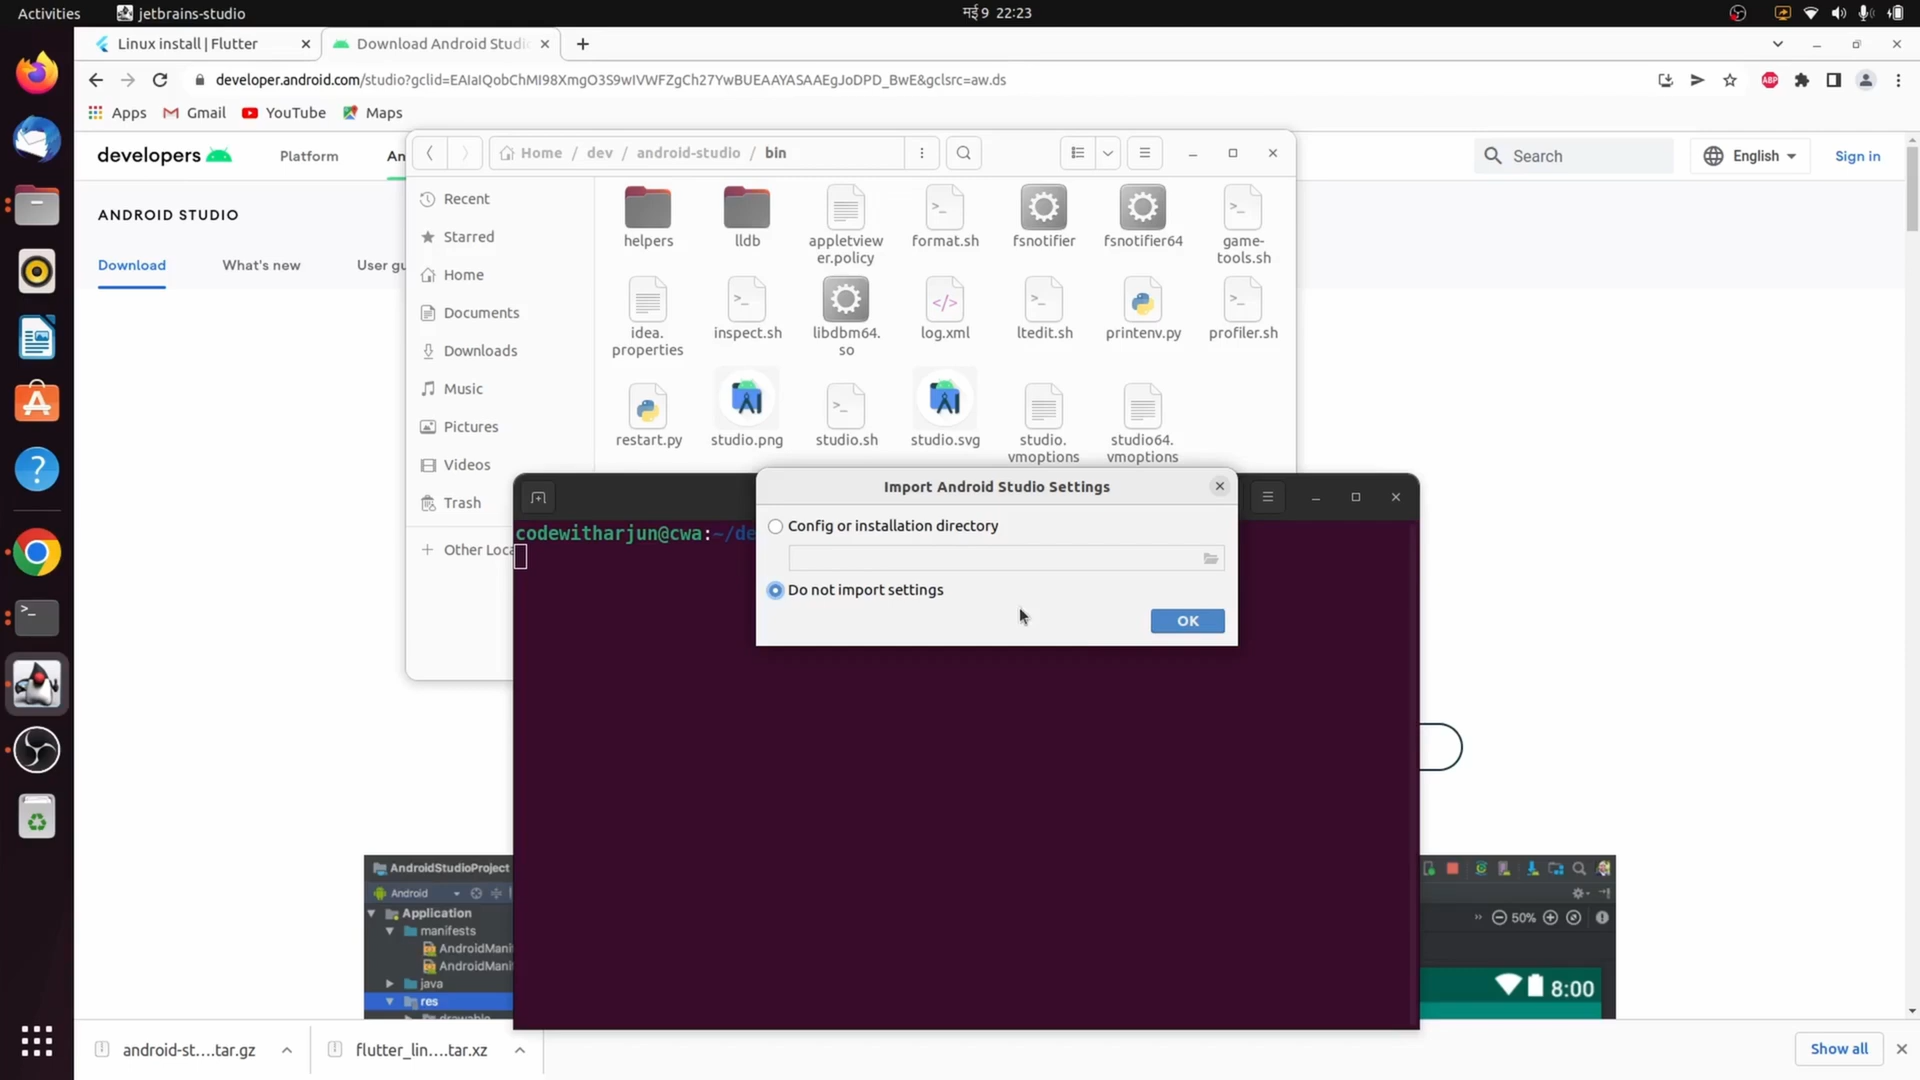 Activities
jetbrains-studio
मई 9 22:23
Linux install | Flutter
Download Android Studi
developer.android.com/studio?gclid=EAIaIQobChMI98XmgO3S9wIVWFZgCh27YwBUEAAYASAAEgJoDPD_BwE&gclsrc=aw.ds
ABP
Apps
Gmail
YouTube
Maps
developers
Platform
An
Search
English
Sign in
ANDROID STUDIO
Download
What's new
User gu
Home / dev / android-studio / bin
Recent
Starred
Home
Documents
Downloads
Music
Pictures
Videos
Trash
Other Loca
helpers
lldb
appletview
er.policy
format.sh
fsnotifier
fsnotifier64
game-
tools.sh
idea.
properties
inspect.sh
libdbm64.
so
log.xml
ltedit.sh
printenv.py
profiler.sh
restart.py
studio.png
studio.sh
studio.svg
studio.
vmoptions
studio64.
vmoptions
codewitharjun@cwa:~/de
Import Android Studio Settings
Config or installation directory
Do not import settings
OK
AndroidStudioProject
Android
Application
manifests
AndroidMani
AndroidMani
java
res
drawable
50%
8:00
android-st....tar.gz
flutter_lin....tar.xz
Show all